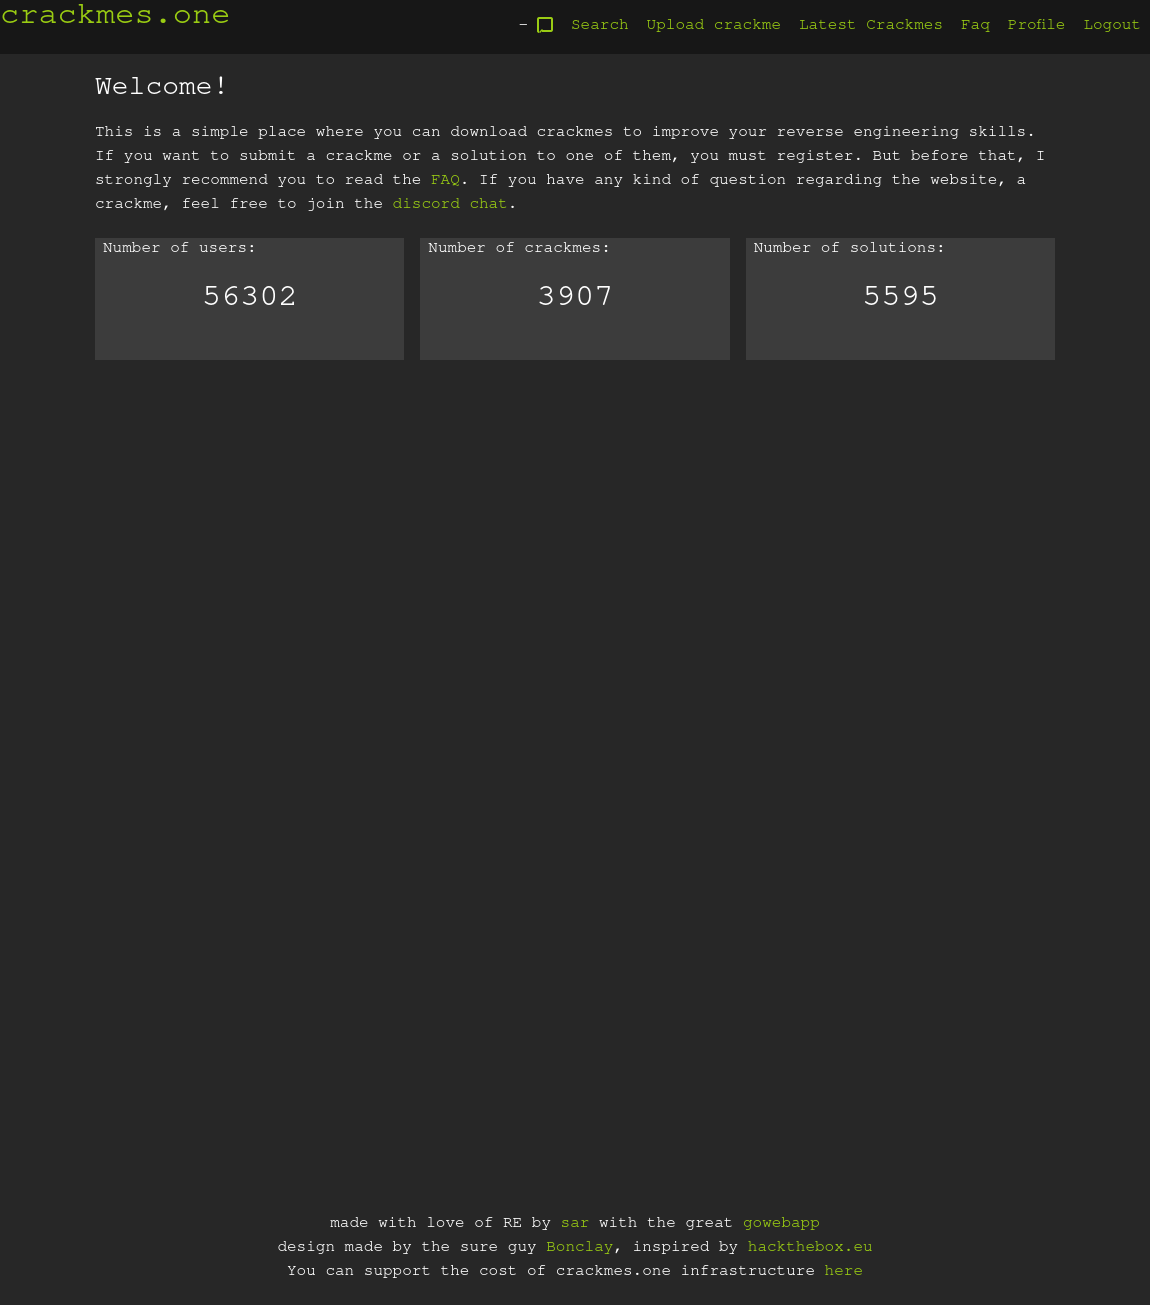 crackmes.one
- Search Upload crackme Latest Crackmes Faq Profile Logout
Welcome!
This is a simple place where you can download crackmes to improve your reverse engineering skills.
If you want to submit a crackme or a solution to one of them, you must register. But before that, I
strongly recommend you to read the FAQ. If you have any kind of question regarding the website, a
crackme, feel free to join the discord chat.
Number of users:
56302
Number of crackmes:
3907
Number of solutions:
5595
made with love of RE by sar with the great gowebapp
design made by the sure guy Bonclay, inspired by hackthebox.eu
You can support the cost of crackmes.one infrastructure here